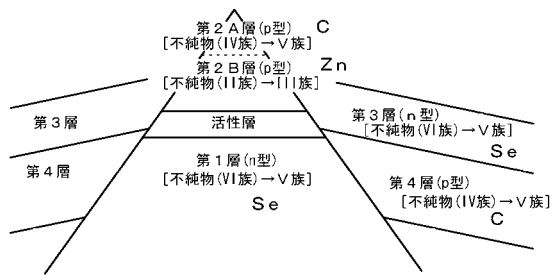 第2A層(p型) C
[不純物(IV族)→V族]
第2B層(p型) Zn
[不純物(II族)→III族]
第3層
活性層
第3層(n型)
[不純物(VI族)→V族]
Se
第4層
第1層(n型)
[不純物(VI族)→V族]
Se
第4層(p型)
[不純物(IV族)→V族]
C